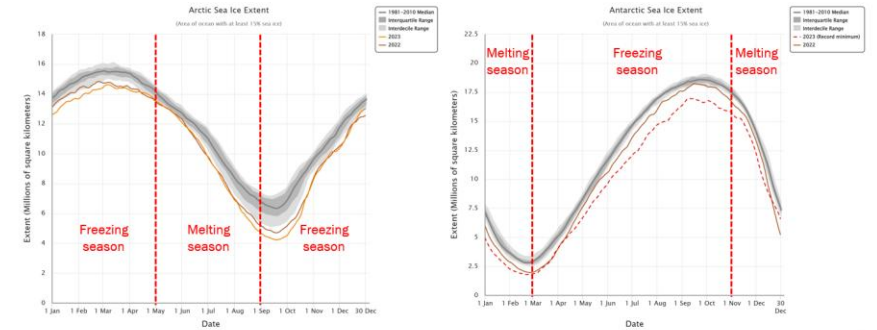 Arctic Sea Ice Extent
(Area of ocean with at least 15% sea ice)
1981-2010 Median
Interquartile Range
Interdecile Range
2023
2022
Extent (Millions of square kilometers)
18
16
14
12
10
8
6
4
2
0
Freezing
season
Melting
season
Freezing
season
1 Jan
1 Feb
1 Mar
1 Apr
1 May
1 Jun
1 Jul
1 Aug
1 Sep
1 Oct
1 Nov
1 Dec
30 Dec
Date
Antarctic Sea Ice Extent
(Area of ocean with at least 15% sea ice)
1981-2010 Median
Interquartile Range
Interdecile Range
2023 (Record minimum)
2022
Extent (Millions of square kilometers)
25
22.5
20
17.5
15
12.5
10
7.5
5
2.5
0
Melting
season
Freezing
season
Melting
season
1 Jan
1 Feb
1 Mar
1 Apr
1 May
1 Jun
1 Jul
1 Aug
1 Sep
1 Oct
1 Nov
1 Dec
30
Dec
Date